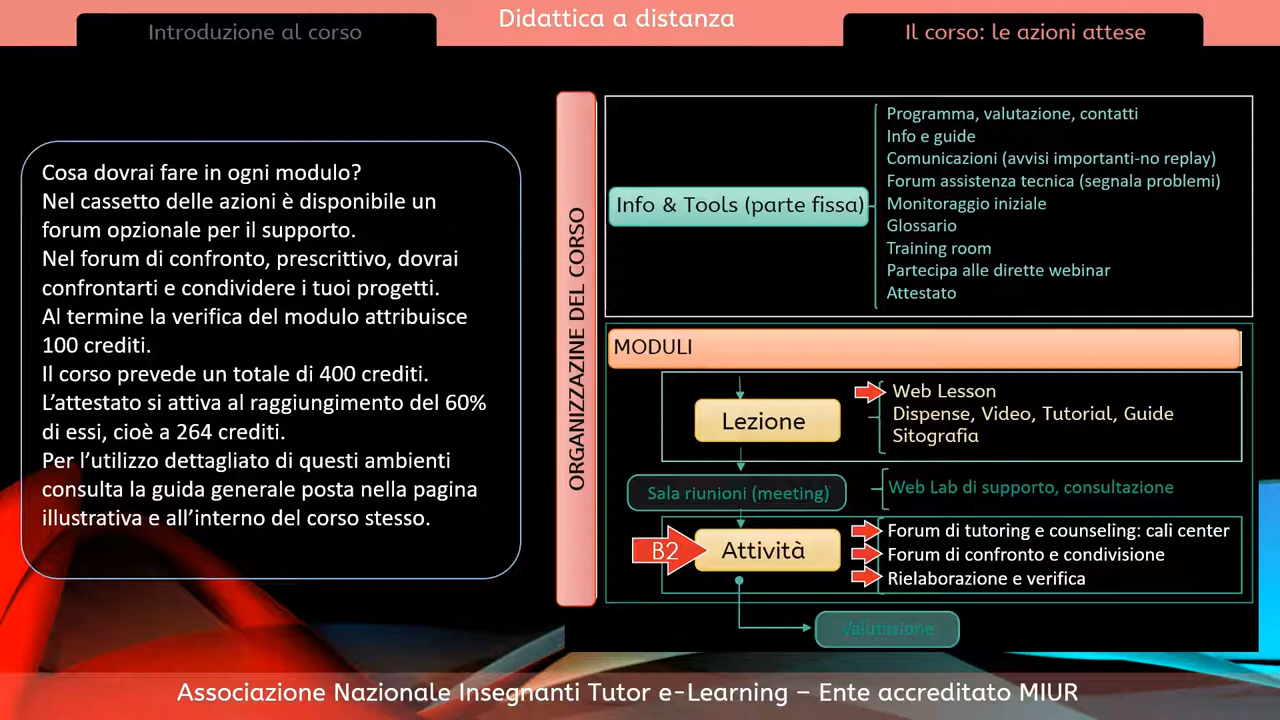 Didattica a distanza
Introduzione al corso
Il corso: le azioni attese
Cosa dovrai fare in ogni modulo?
Nel cassetto delle azioni è disponibile un
forum opzionale per il supporto.
Nel forum di confronto, prescrittivo, dovrai
confrontarti e condividere i tuoi progetti.
Al termine la verifica del modulo attribuisce
100 crediti.
Il corso prevede un totale di 400 crediti.
L’attestato si attiva al raggiungimento del 60%
di essi, cioè a 264 crediti.
Per l’utilizzo dettagliato di questi ambienti
consulta la guida generale posta nella pagina
illustrativa e all’interno del corso stesso.
ORGANIZZAZINE DEL CORSO
Info & Tools (parte fissa)
Programma, valutazione, contatti
Info e guide
Comunicazioni (avvisi importanti-no replay)
Forum assistenza tecnica (segnala problemi)
Monitoraggio iniziale
Glossario
Training room
Partecipa alle dirette webinar
Attestato
MODULI
Lezione
Web Lesson
Dispense, Video, Tutorial, Guide
Sitografia
Sala riunioni (meeting)
Web Lab di supporto, consultazione
B2
Attività
Forum di tutoring e counseling: cali center
Forum di confronto e condivisione
Rielaborazione e verifica
Valutazione
Associazione Nazionale Insegnanti Tutor e-Learning – Ente accreditato MIUR